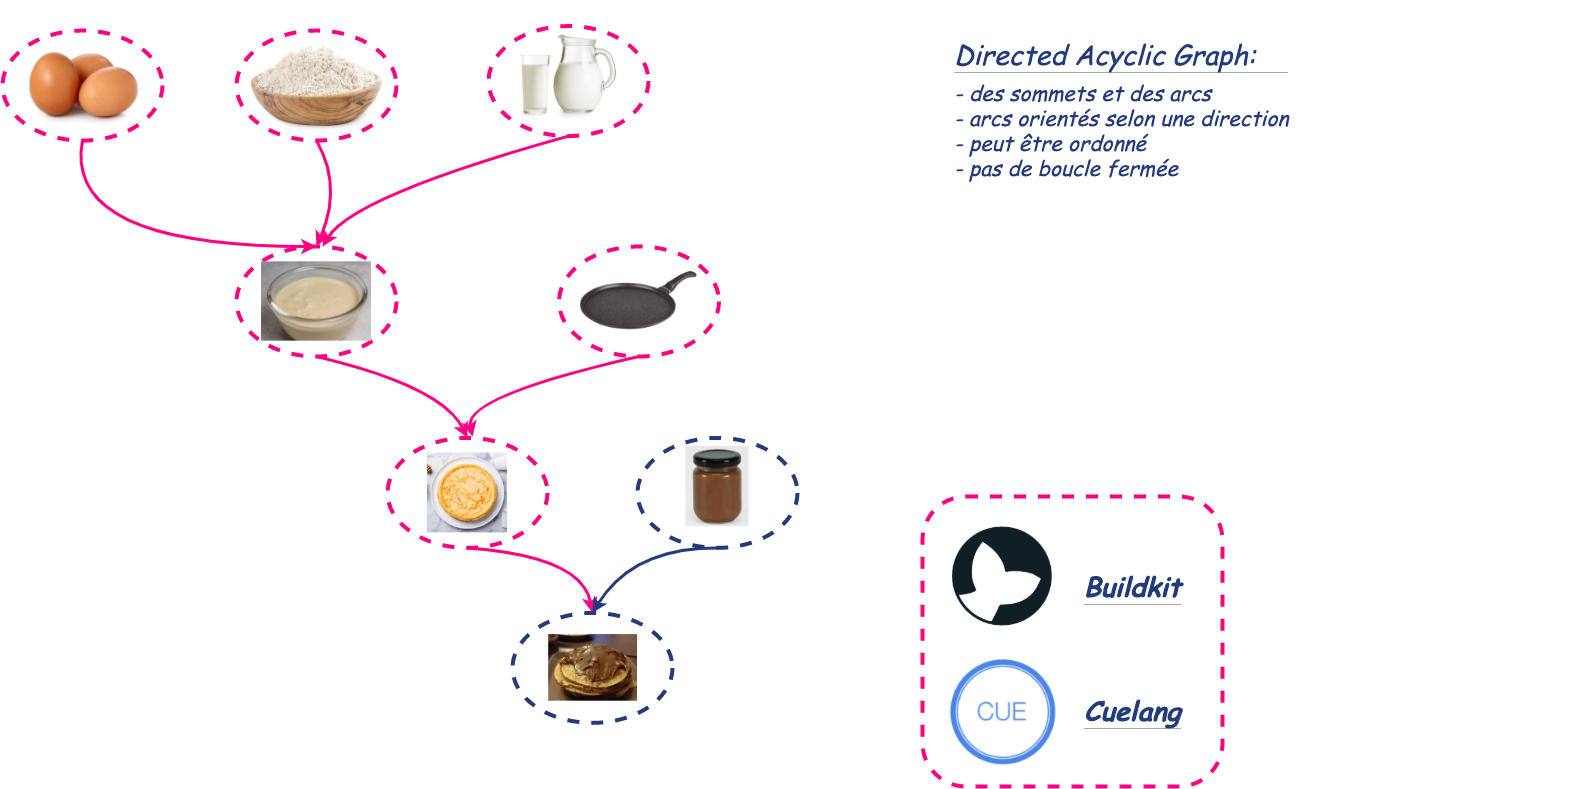 Directed Acyclic Graph:
- des sommets et des arcs
- arcs orientés selon une direction
- peut être ordonné
- pas de boucle fermée
Buildkit
CUE
Cuelang